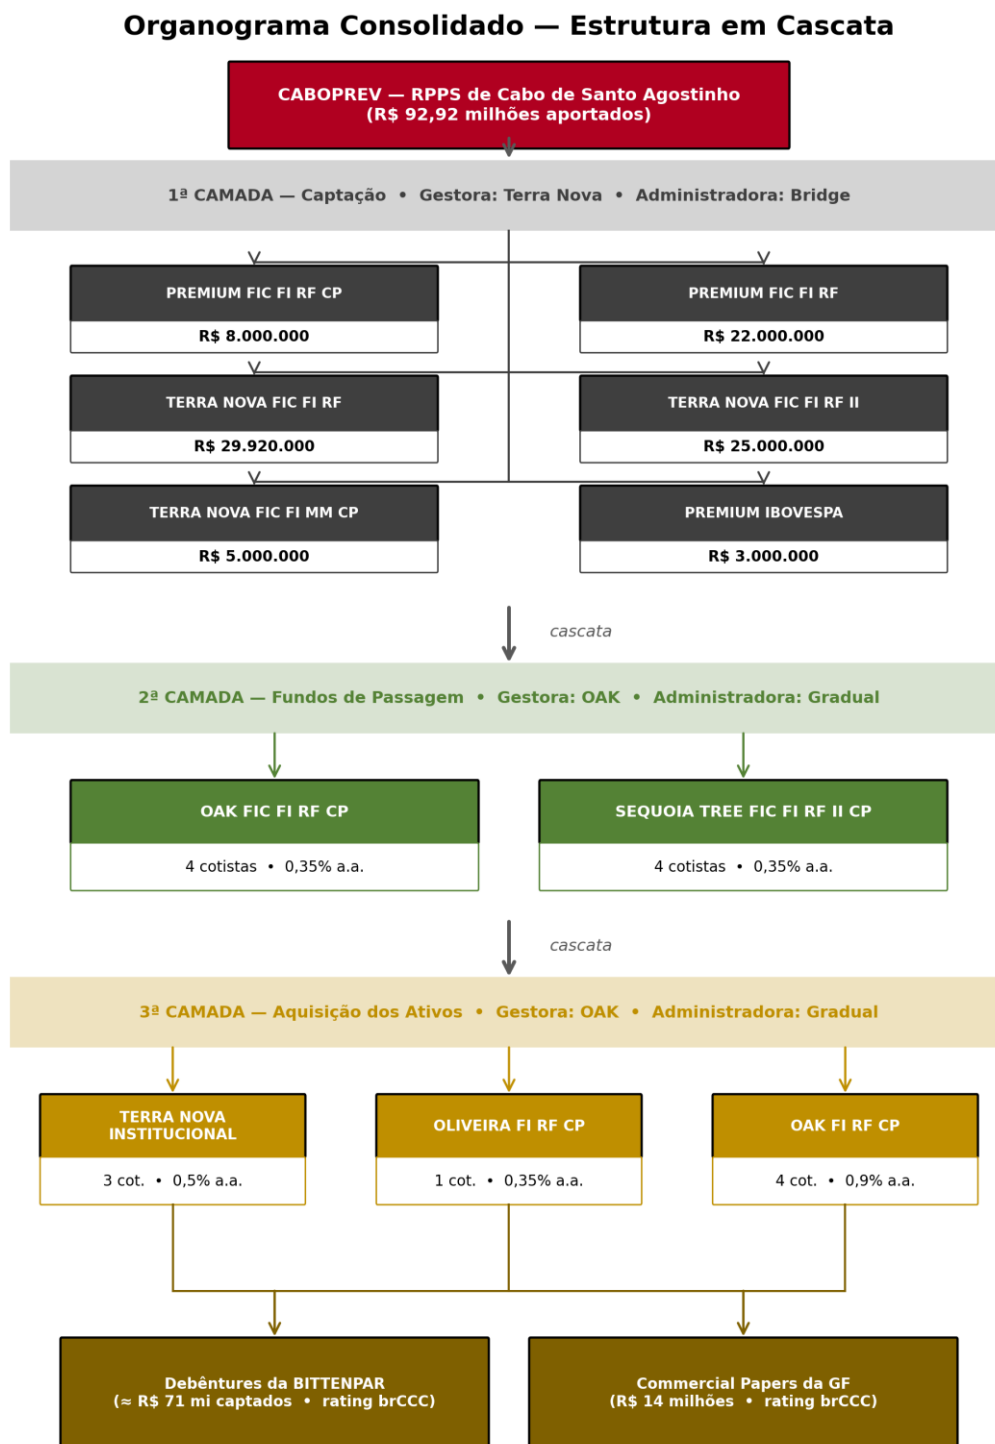 Organograma Consolidado — Estrutura em Cascata
CABOPREV — RPPS de Cabo de Santo Agostinho
(R$ 92,92 milhões aportados)
1ª CAMADA — Captação • Gestora: Terra Nova • Administradora: Bridge
PREMIUM FIC FI RF CP
R$ 8.000.000
PREMIUM FIC FI RF
R$ 22.000.000
TERRA NOVA FIC FI RF
R$ 29.920.000
TERRA NOVA FIC FI RF II
R$ 25.000.000
TERRA NOVA FIC FI MM CP
R$ 5.000.000
PREMIUM IBOVESPA
R$ 3.000.000
cascata
2ª CAMADA — Fundos de Passagem • Gestora: OAK • Administradora: Gradual
OAK FIC FI RF CP
4 cotistas • 0,35% a.a.
SEQUOIA TREE FIC FI RF II CP
4 cotistas • 0,35% a.a.
cascata
3ª CAMADA — Aquisição dos Ativos • Gestora: OAK • Administradora: Gradual
TERRA NOVA
INSTITUCIONAL
3 cot. • 0,5% a.a.
OLIVEIRA FI RF CP
1 cot. • 0,35% a.a.
OAK FI RF CP
4 cot. • 0,9% a.a.
Debêntures da BITTENPAR
(≈ R$ 71 mi captados • rating brCCC)
Commercial Papers da GF
(R$ 14 milhões • rating brCCC)